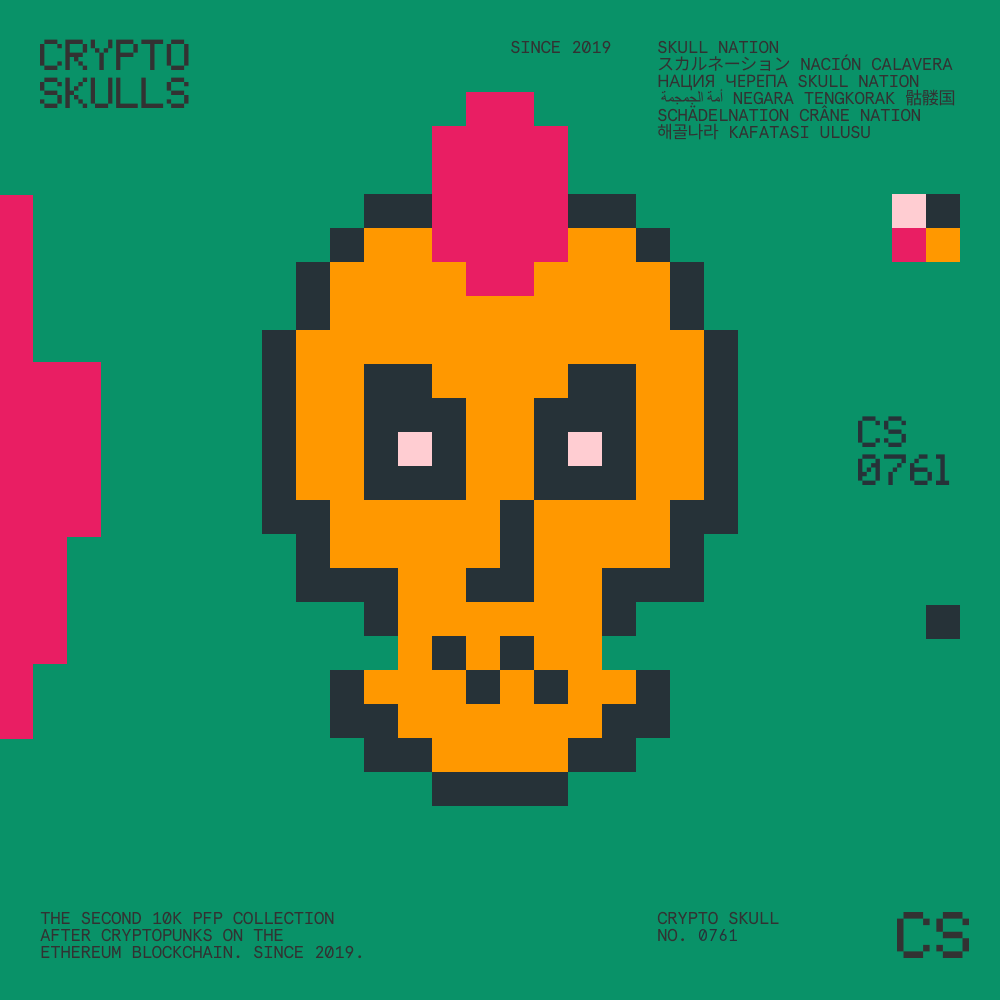 CRYPTO
SKULLS
SINCE 2019
SKULL NATION
スカルネーション NACIÓN CALAVERA
НАЦИЯ ЧЕРЕПА SKULL NATION
أمة الجمجمة NEGARA TENGKORAK 骷髅国
SCHÄDELNATION CRÂNE NATION
해골나라 KAFATASI ULUSU
CS
0761
THE SECOND 10K PFP COLLECTION
AFTER CRYPTOPUNKS ON THE
ETHEREUM BLOCKCHAIN. SINCE 2019.
CRYPTO SKULL
NO. 0761
CS